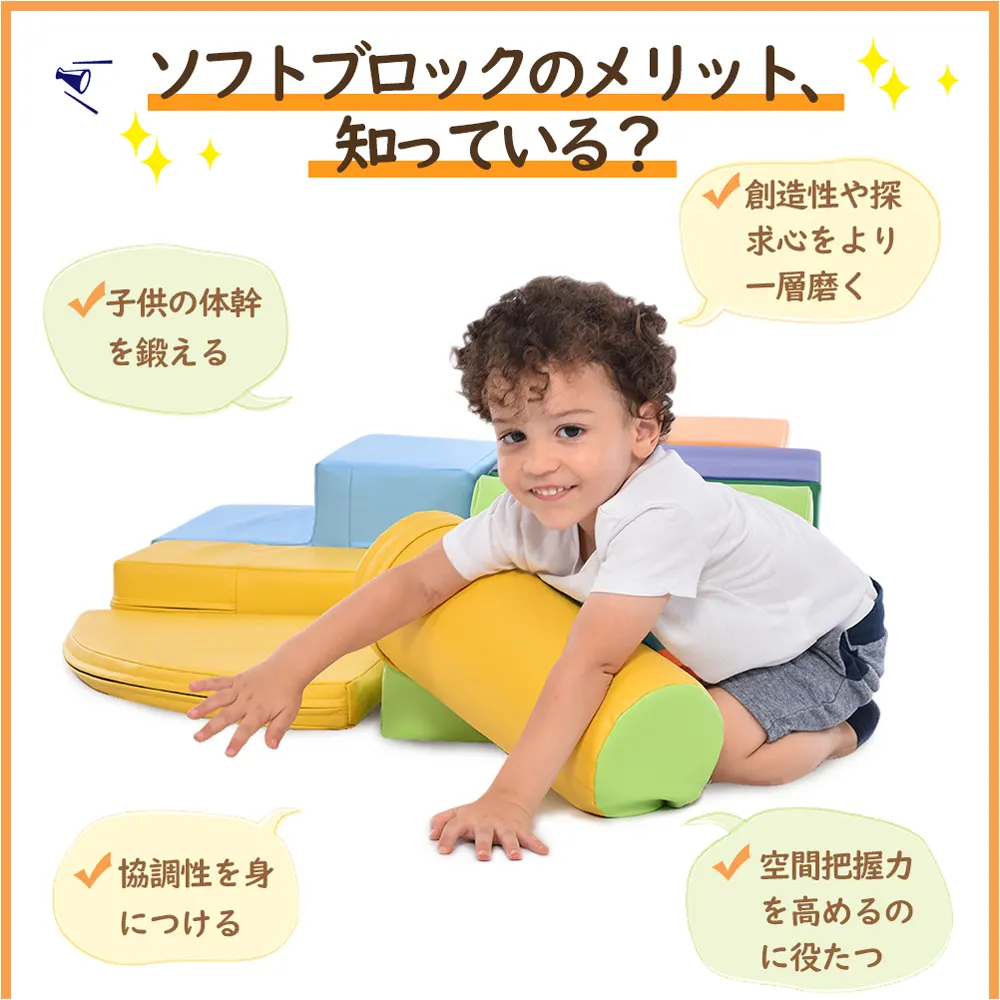 ソフトブロックのメリット、
知っている?
創造性や探
求心をより
一層磨く
子供の体幹
を鍛える
協調性を身
につける
空間把握力
を高めるの
に役たつ